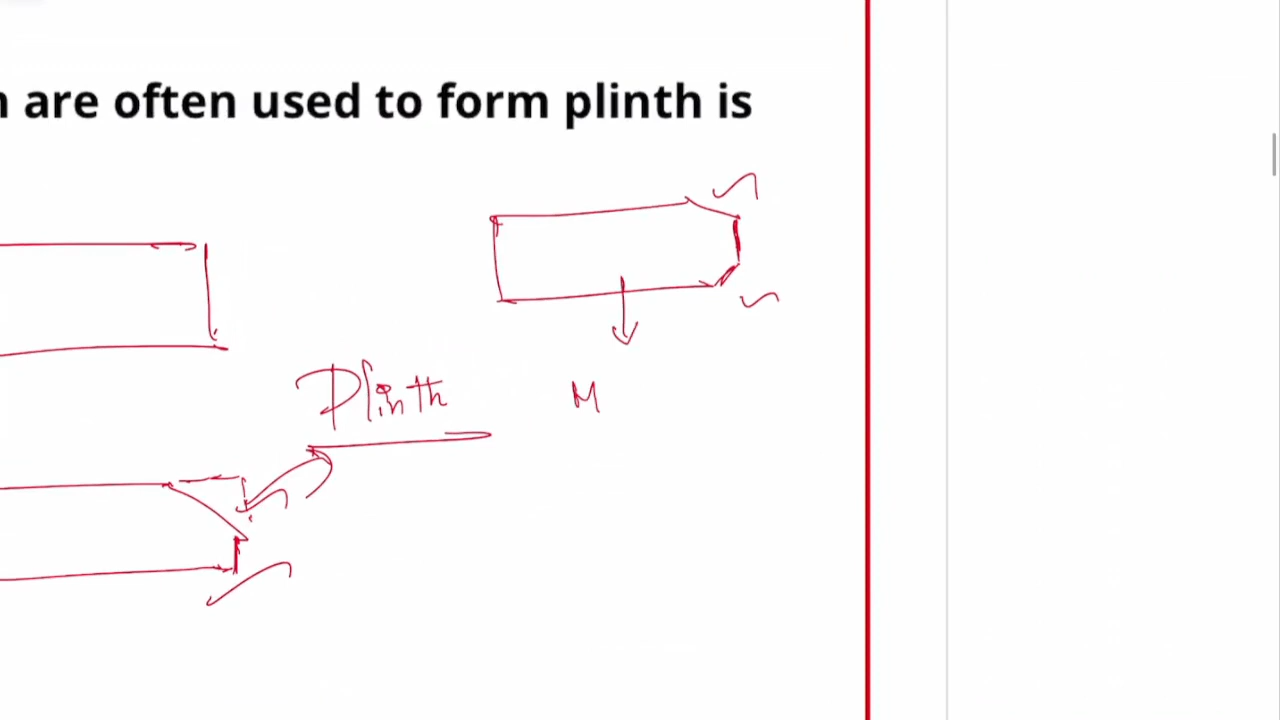 are often used to form plinth is
Plinth
M